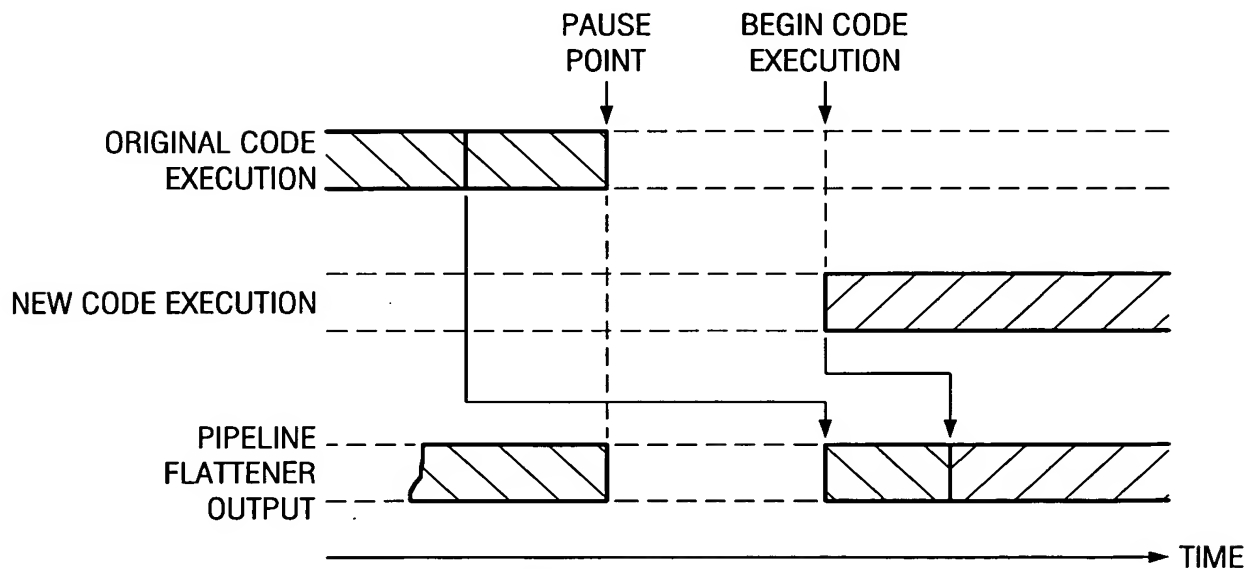 PAUSE
POINT
BEGIN CODE
EXECUTION
ORIGINAL CODE
EXECUTION
NEW CODE EXECUTION
PIPELINE
FLATTENER
OUTPUT
TIME